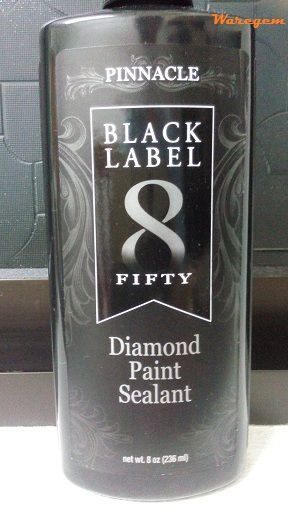 Waregem
PINNACLE
BLACK
LABEL
8
FIFTY
Diamond
Paint
Sealant
net wt. 8 oz (236 ml)